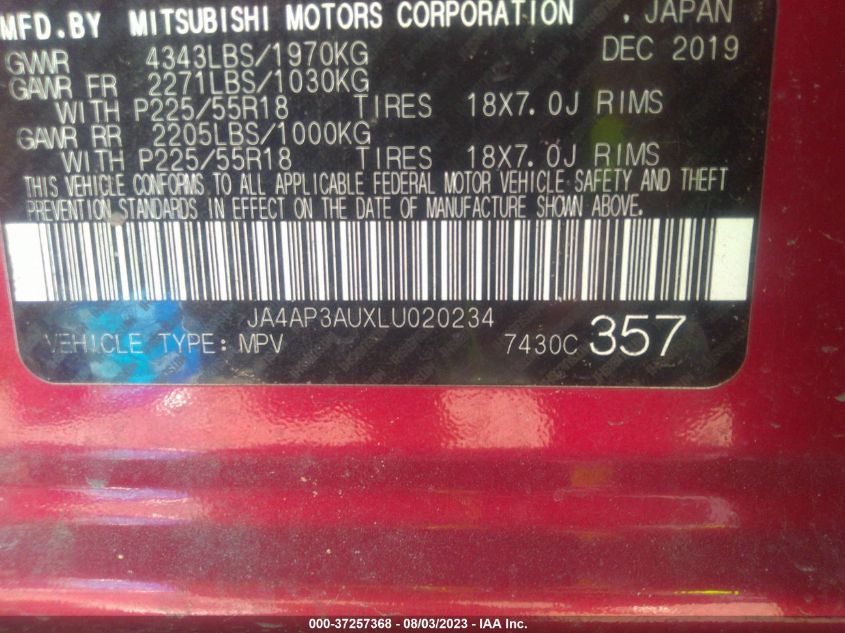 MFD.BY MITSUBISHI MOTORS CORPORATION , JAPAN
GVWR 4343LBS/1970KG DEC 2019
GAWR FR 2271LBS/1030KG
WITH P225/55R18 TIRES 18X7.0J RIMS
GAWR RR 2205LBS/1000KG
WITH P225/55R18 TIRES 18X7.0J RIMS
THIS VEHICLE CONFORMS TO ALL APPLICABLE FEDERAL MOTOR VEHICLE SAFETY AND THEFT
PREVENTION STANDARDS IN EFFECT ON THE DATE OF MANUFACTURE SHOWN ABOVE.
JA4AP3AUXLU020234
VEHICLE TYPE: MPV 7430C 357
000-37257368 - 08/03/2023 - IAA Inc.